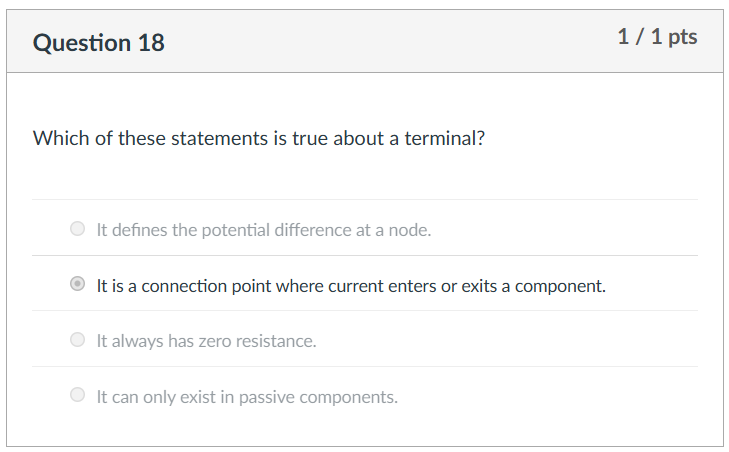 Question 18
1 / 1 pts
Which of these statements is true about a terminal?
It defines the potential difference at a node.
It is a connection point where current enters or exits a component.
It always has zero resistance.
It can only exist in passive components.